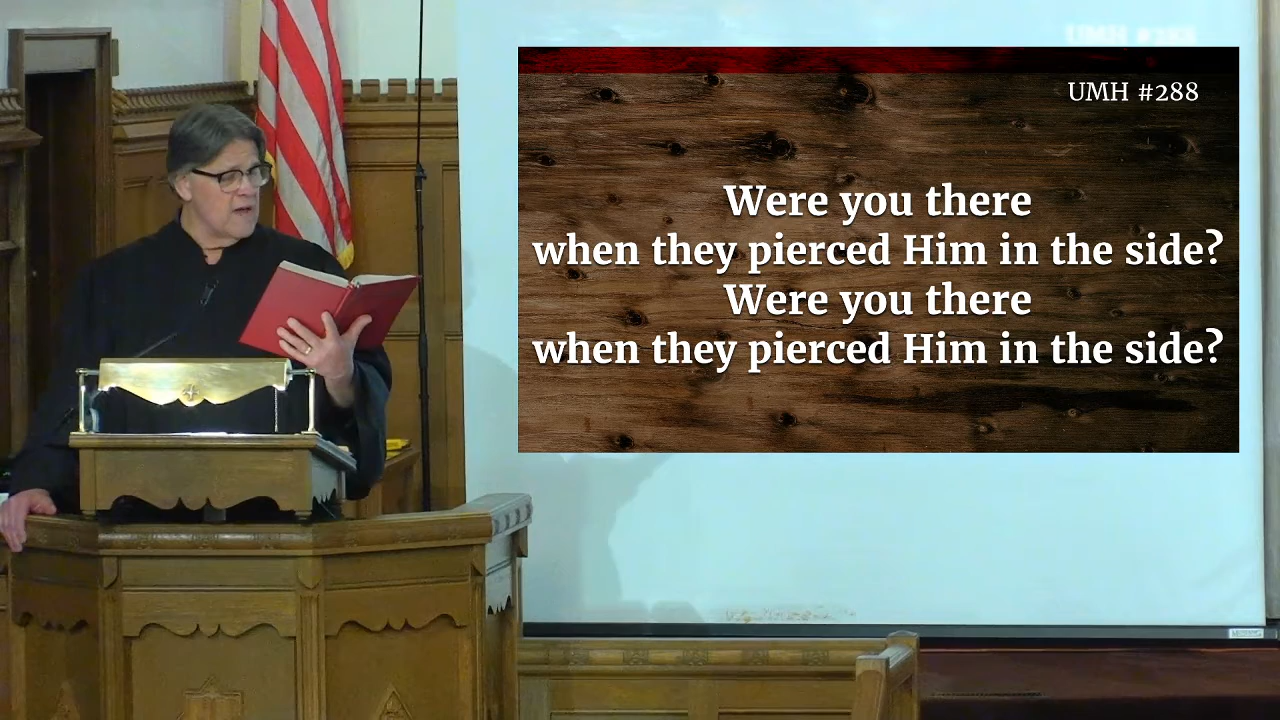 UMH #288
Were you there
when they pierced Him in the side?
Were you there
when they pierced Him in the side?